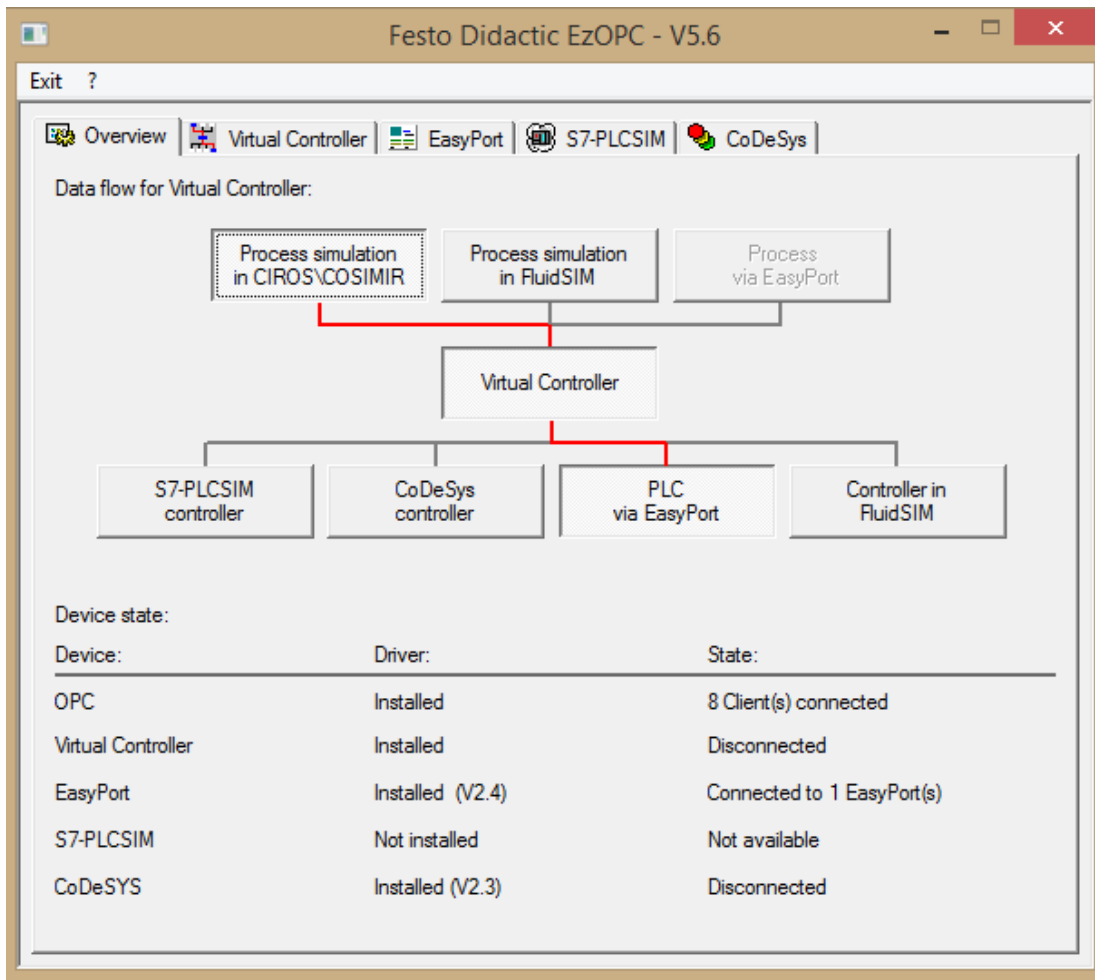 Festo Didactic EzOPC - V5.6
Exit ?
Overview Virtual Controller EasyPort S7-PLCSIM CoDeSys
Data flow for Virtual Controller:
Process simulation
in CIROS\COSIMIR
Process simulation
in FluidSIM
Process
via EasyPort
Virtual Controller
S7-PLCSIM
controller
CoDeSys
controller
PLC
via EasyPort
Controller in
FluidSIM
Device state:
Device: Driver: State:
OPC Installed 8 Client(s) connected
Virtual Controller Installed Disconnected
EasyPort Installed (V2.4) Connected to 1 EasyPort(s)
S7-PLCSIM Not installed Not available
CoDeSYS Installed (V2.3) Disconnected